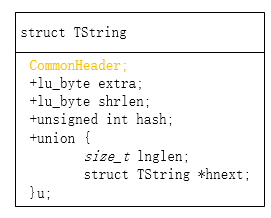 struct TString
CommonHeader;
+lu_byte extra;
+lu_byte shrlen;
+unsigned int hash;
+union {
size_t lnglen;
struct TString *hnext;
}u;